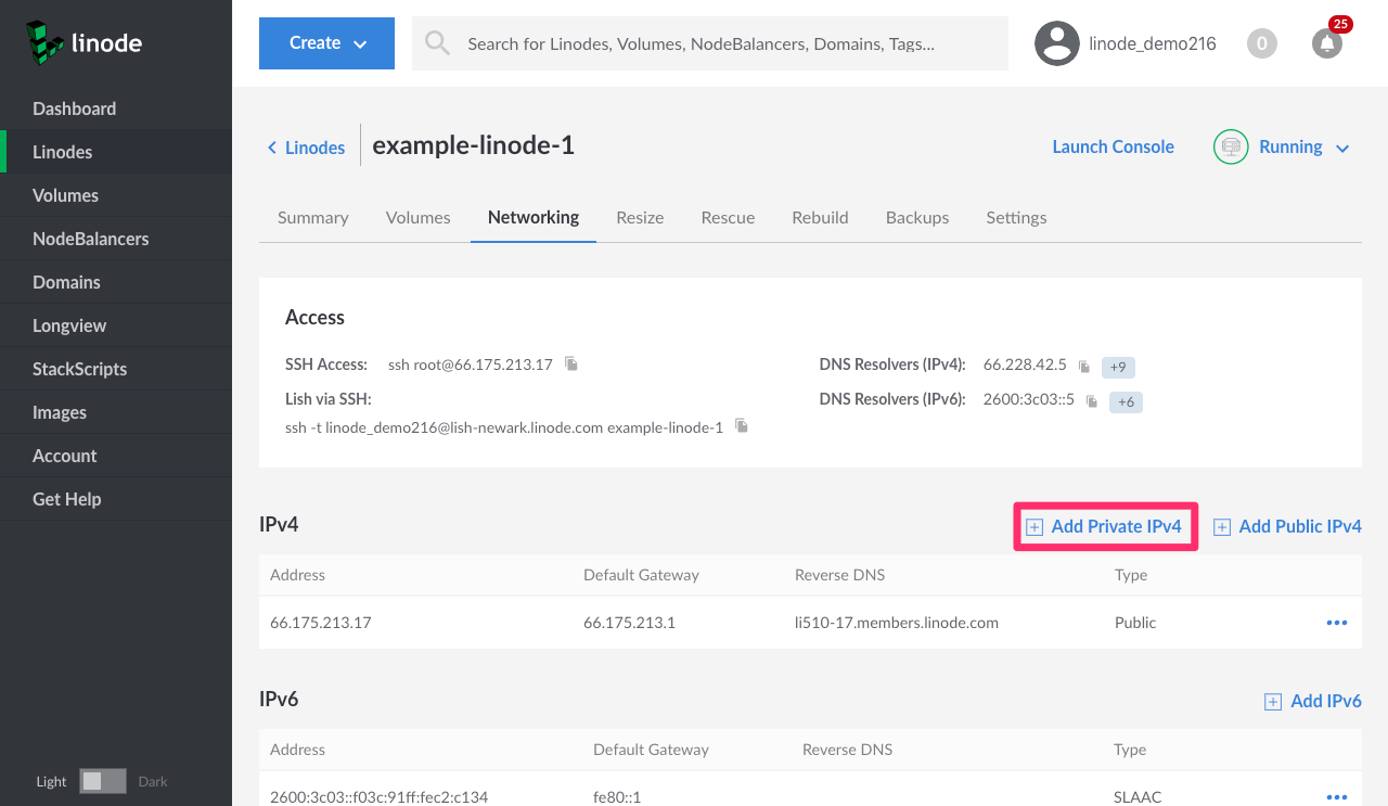 linode
Create
Search for Linodes, Volumes, NodeBalancers, Domains, Tags...
linode_demo216
0
25
Dashboard
Linodes
Volumes
NodeBalancers
Domains
Longview
StackScripts
Images
Account
Get Help
Light Dark
Linodes
example-linode-1
Launch Console
Running
Summary Volumes Networking Resize Rescue Rebuild Backups Settings
Access
SSH Access: ssh root@66.175.213.17
Lish via SSH:
ssh -t linode_demo216@lish-newark.linode.com example-linode-1
DNS Resolvers (IPv4): 66.228.42.5 +9
DNS Resolvers (IPv6): 2600:3c03::5 +6
IPv4
Add Private IPv4 Add Public IPv4
Address Default Gateway Reverse DNS Type
66.175.213.17 66.175.213.1 li510-17.members.linode.com Public
IPv6
Add IPv6
Address Default Gateway Reverse DNS Type
2600:3c03::f03c:91ff:fec2:c134 fe80::1 SLAAC